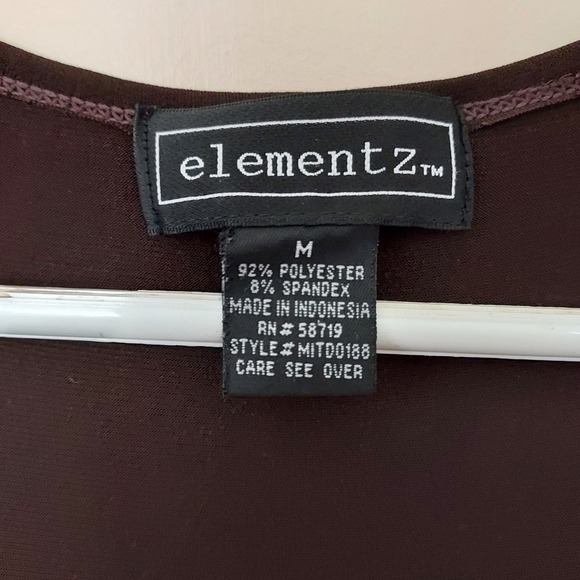 elementz™
M
92% POLYESTER
8% SPANDEX
MADE IN INDONESIA
RN# 58719
STYLE#MITD0188
CARE SEE OVER